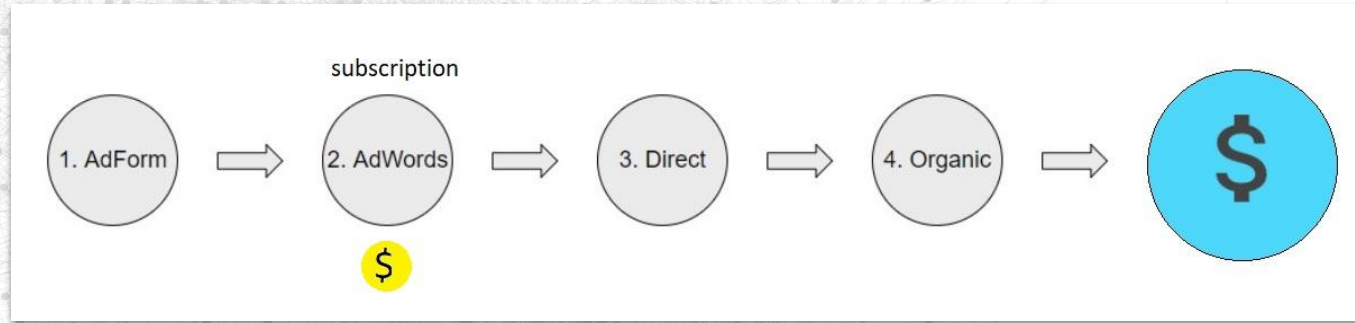 subscription
1. AdForm
2. AdWords
3. Direct
4. Organic
$
$